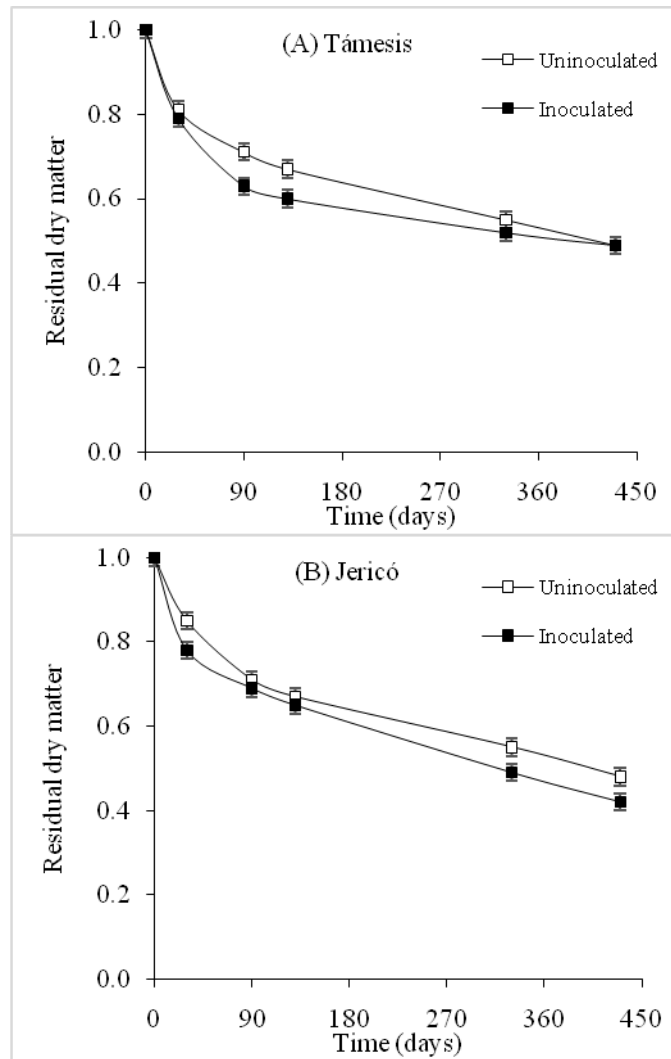 (A) Támesis
Uninoculated
Inoculated
Residual dry matter
1.0
0.8
0.6
0.4
0.2
0.0
0 90 180 270 360 450
Time (days)
(B) Jericó
Uninoculated
Inoculated
Residual dry matter
1.0
0.8
0.6
0.4
0.2
0.0
0 90 180 270 360 450
Time (days)